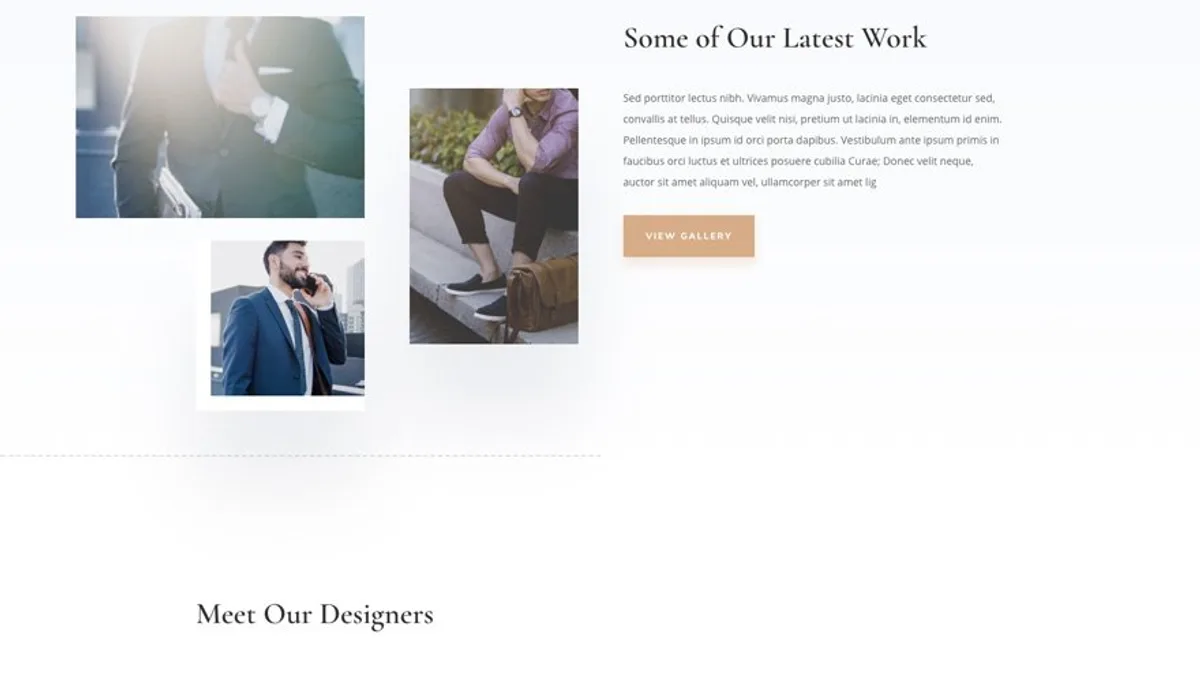 Some of Our Latest Work
Sed porttitor lectus nibh. Vivamus magna justo, lacinia eget consectetur sed,
convallis at tellus. Quisque velit nisi, pretium ut lacinia in, elementum id enim.
Pellentesque in ipsum id orci porta dapibus. Vestibulum ante ipsum primis in
faucibus orci luctus et ultrices posuere cubilia Curae; Donec velit neque,
auctor sit amet aliquam vel, ullamcorper sit amet lig
VIEW GALLERY
Meet Our Designers